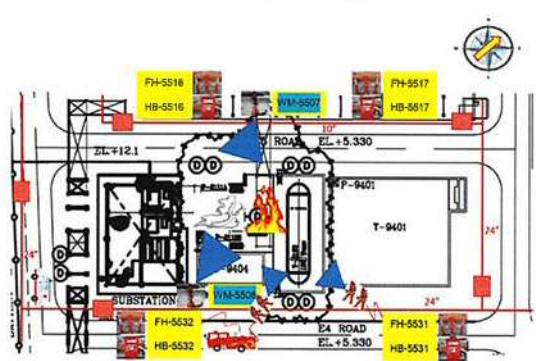 N
FH-5516
HB-5516
WM-5507
FH-5517
HB-5517
10"
ROAD
EL.+5.330
EL.+12.1
D D
D D
P-9401
T-9401
24"
24"
D
D
9404
SUBSTATION
WM-5508
D D
24"
FH-5532
HB-5532
E4 ROAD
EL.+5.330
FH-5531
HB-5531